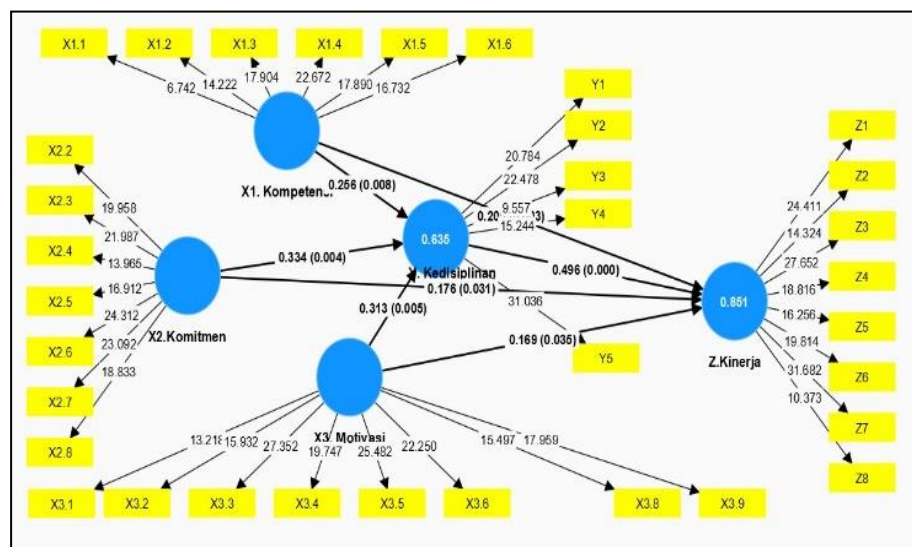 X1.1 X1.2 X1.3 X1.4 X1.5 X1.6
6.742 14.222 17.904 22.672 17.890 16.732
X1. Kompetensi
X2.2
X2.3
X2.4
X2.5
X2.6
X2.7
X2.8
19.958
21.987
13.965
16.912
24.312
23.092
18.833
X2.Komitmen
0.256 (0.008)
0.334 (0.004)
0.176 (0.031)
0.313 (0.005)
0.635
Kedisiplinan
Y1
Y2
Y3
Y4
Y5
20.784
22.478
9.557
15.244
31.036
0.496 (0.000)
0.169 (0.035)
0.851
Z.Kinerja
Z1
Z2
Z3
Z4
Z5
Z6
Z7
Z8
24.411
14.324
27.652
18.816
16.256
19.814
31.682
10.373
X3. Motivasi
13.218 15.932 27.352 19.747 25.482 22.250 15.497 17.959
X3.1 X3.2 X3.3 X3.4 X3.5 X3.6 X3.8 X3.9